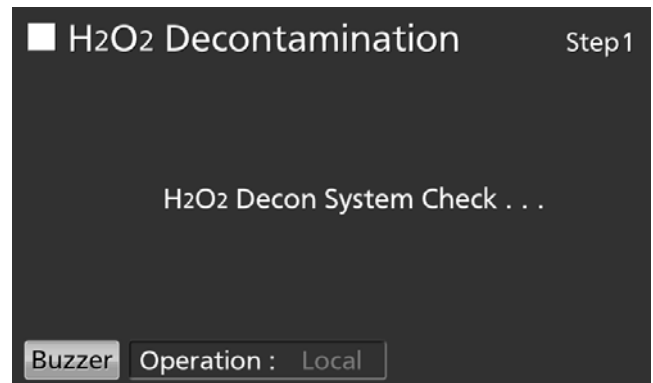 H2O2 Decontamination Step1
H2O2 Decon System Check . . .
Buzzer Operation : Local